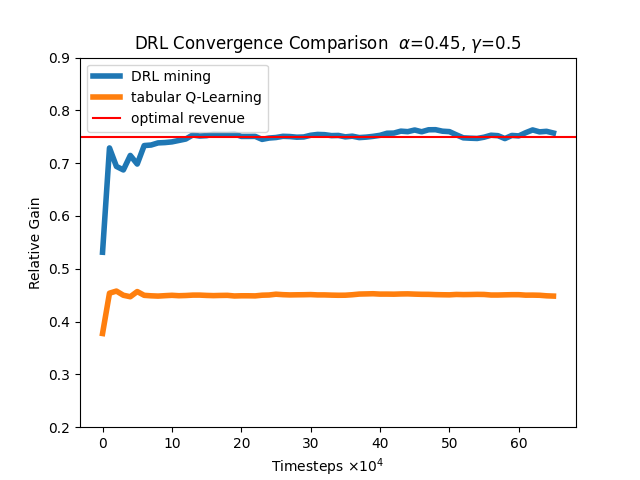 DRL Convergence Comparison α=0.45, γ=0.5
DRL mining
tabular Q-Learning
optimal revenue
Relative Gain
0.9
0.8
0.7
0.6
0.5
0.4
0.3
0.2
0 10 20 30 40 50 60
Timesteps ×10⁴